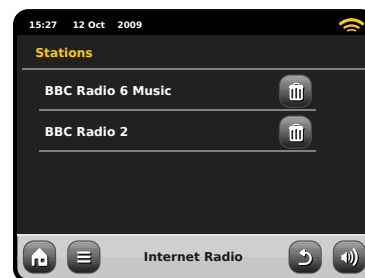 15:27 12 Oct 2009
Stations
BBC Radio 6 Music
BBC Radio 2
Internet Radio